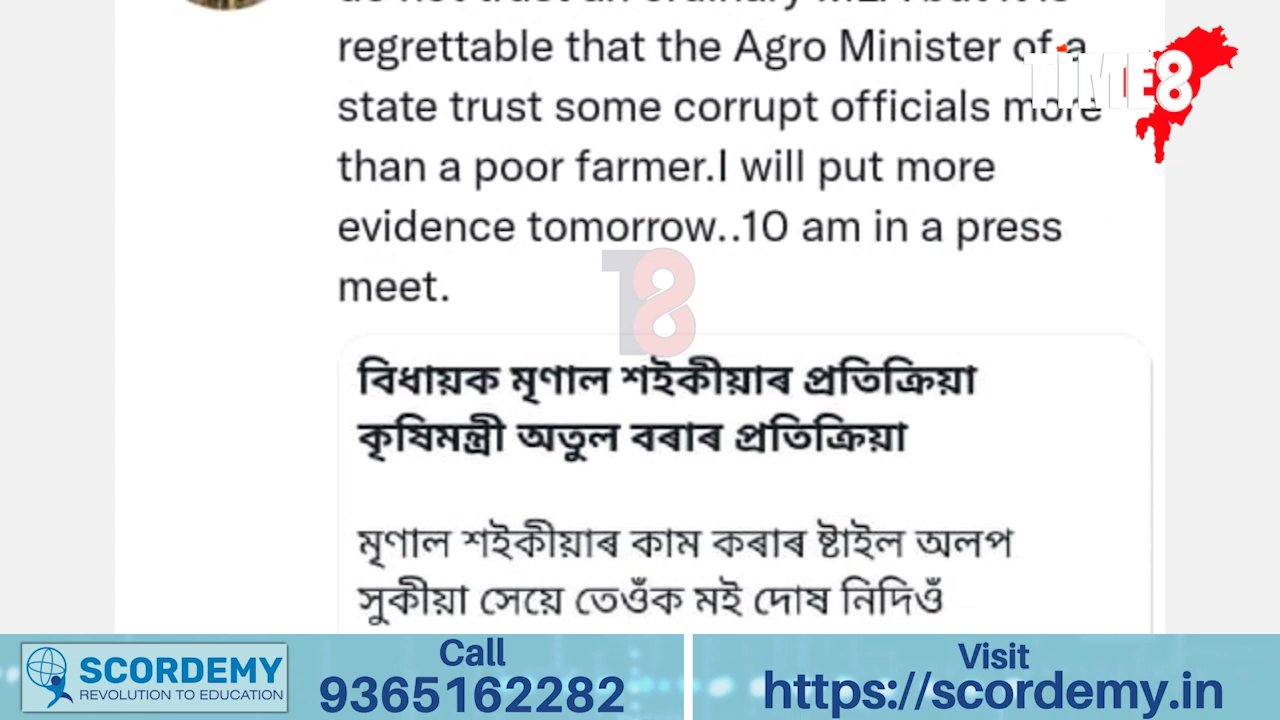 regrettable that the Agro Minister of a
state trust some corrupt officials more
than a poor farmer.I will put more
evidence tomorrow..10 am in a press
meet.
বিধায়ক মৃণাল শইকীয়াৰ প্ৰতিক্ৰিয়া
কৃষিমন্ত্ৰী অতুল বৰাৰ প্ৰতিক্ৰিয়া
মৃণাল শইকীয়াৰ কাম কৰাৰ ষ্টাইল অলপ
সুকীয়া সেয়ে তেওঁক মই দোষ নিদিওঁ
TIME8
T8
SCORDEMY
REVOLUTION TO EDUCATION
Call
9365162282
Visit
https://scordemy.in